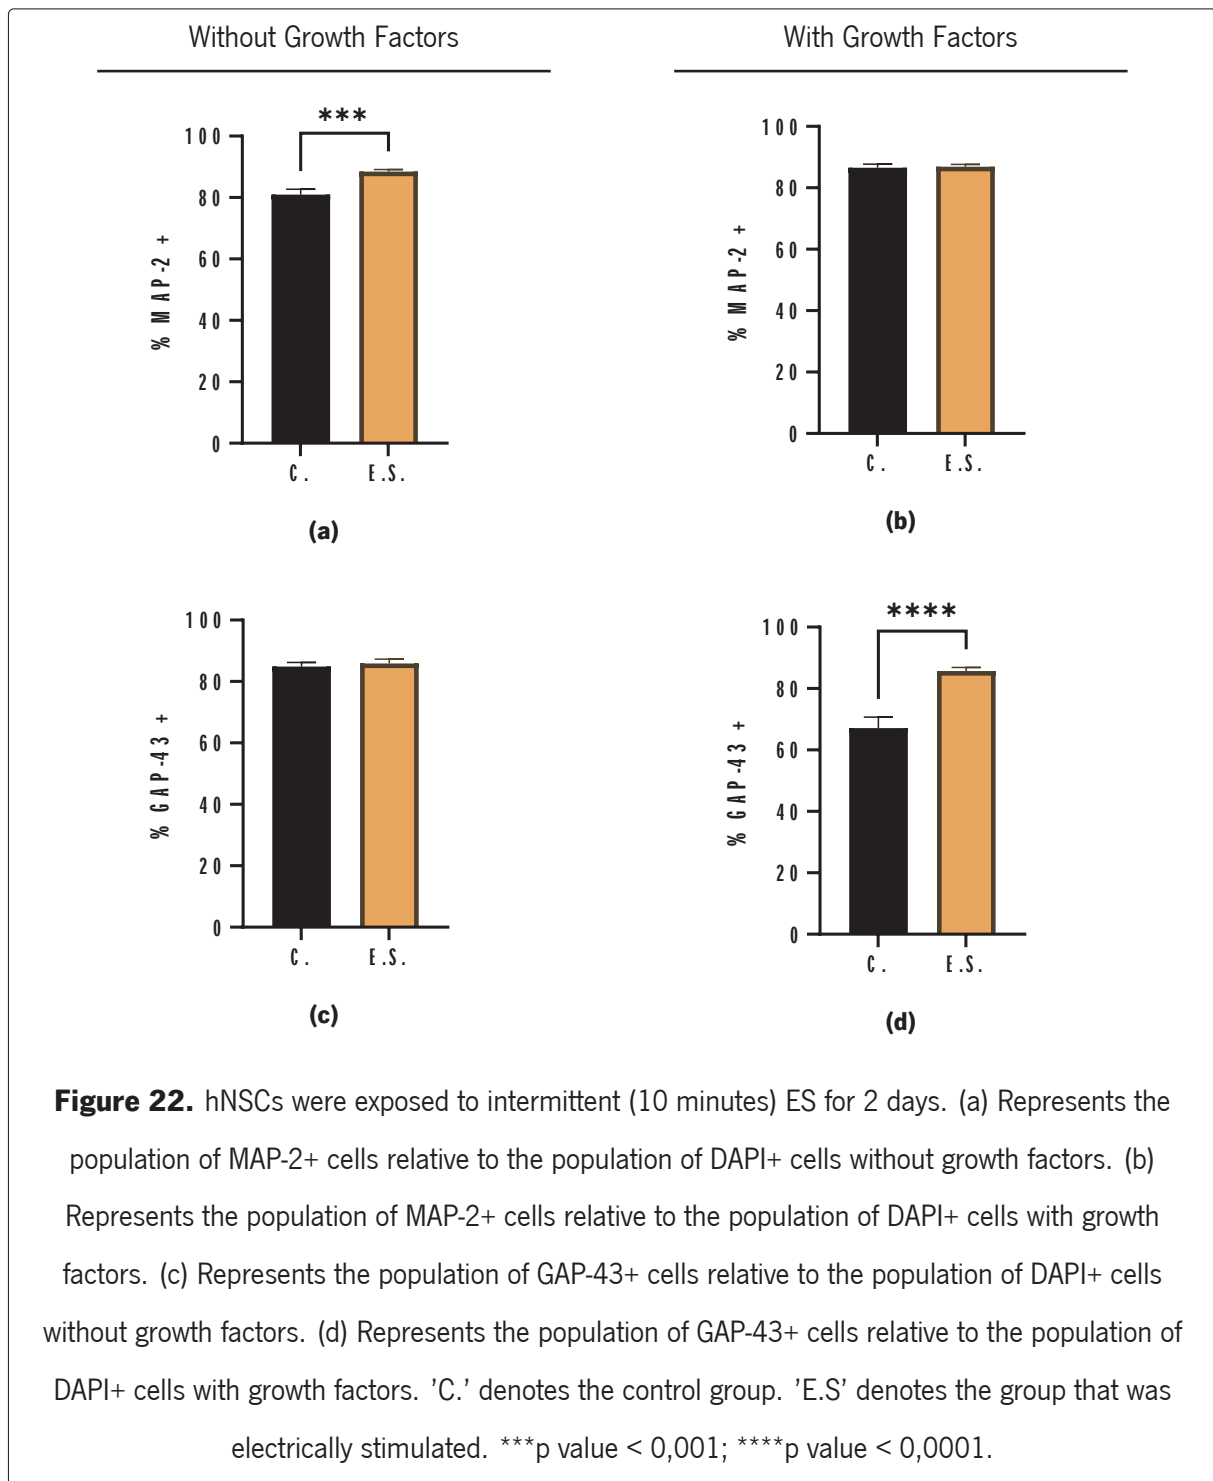 Without Growth Factors
With Growth Factors
***
100
80
60
40
20
0
% MAP-2 +
C.
E.S.
(a)
100
80
60
40
20
0
% MAP-2 +
C.
E.S.
(b)
100
80
60
40
20
0
% GAP-43 +
C.
E.S.
(c)
****
100
80
60
40
20
0
% GAP-43 +
C.
E.S.
(d)
Figure 22. hNSCs were exposed to intermittent (10 minutes) ES for 2 days. (a) Represents the
population of MAP-2+ cells relative to the population of DAPI+ cells without growth factors. (b)
Represents the population of MAP-2+ cells relative to the population of DAPI+ cells with growth
factors. (c) Represents the population of GAP-43+ cells relative to the population of DAPI+ cells
without growth factors. (d) Represents the population of GAP-43+ cells relative to the population of
DAPI+ cells with growth factors. 'C.' denotes the control group. 'E.S' denotes the group that was
electrically stimulated. ***p value < 0,001; ****p value < 0,0001.